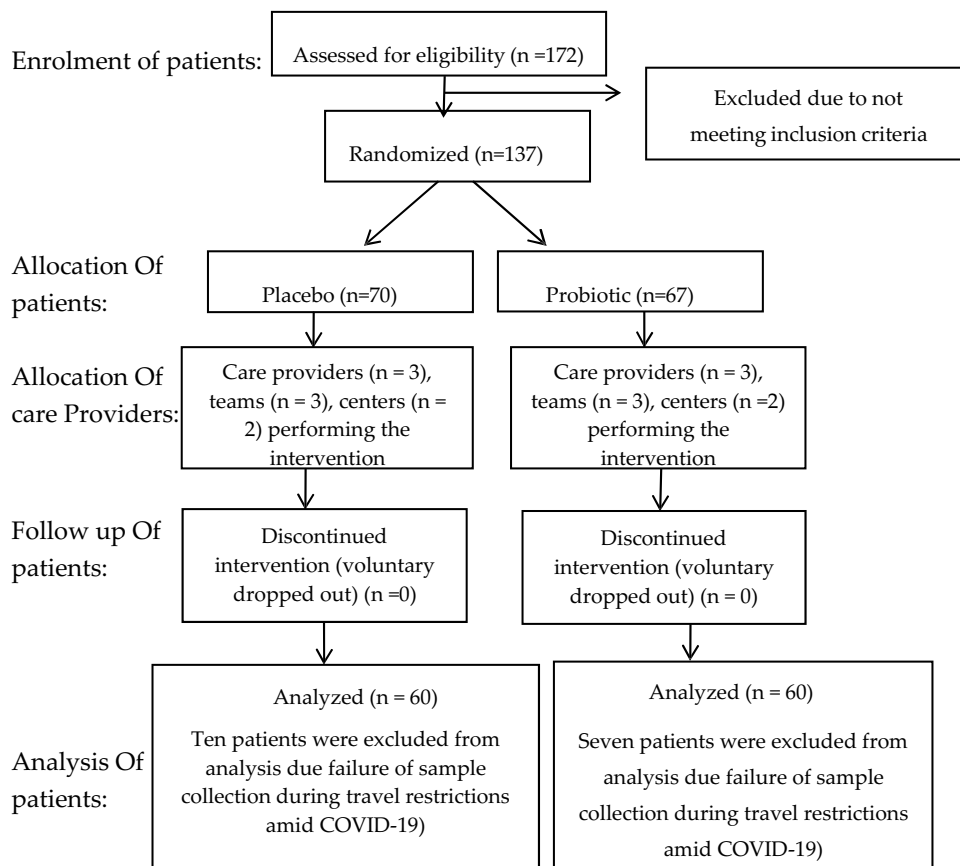 Enrolment of patients:
Assessed for eligibility (n =172)
Excluded due to not
meeting inclusion criteria
Randomized (n=137)
Allocation Of
patients:
Placebo (n=70)
Probiotic (n=67)
Allocation Of
care Providers:
Care providers (n = 3),
teams (n = 3), centers (n =
2) performing the
intervention
Care providers (n = 3),
teams (n = 3), centers (n =2)
performing the
intervention
Follow up Of
patients:
Discontinued
intervention (voluntary
dropped out) (n =0)
Discontinued
intervention (voluntary
dropped out) (n = 0)
Analysis Of
patients:
Analyzed (n = 60)
Ten patients were excluded from
analysis due failure of sample
collection during travel restrictions
amid COVID-19)
Analyzed (n = 60)
Seven patients were excluded from
analysis due failure of sample
collection during travel restrictions
amid COVID-19)